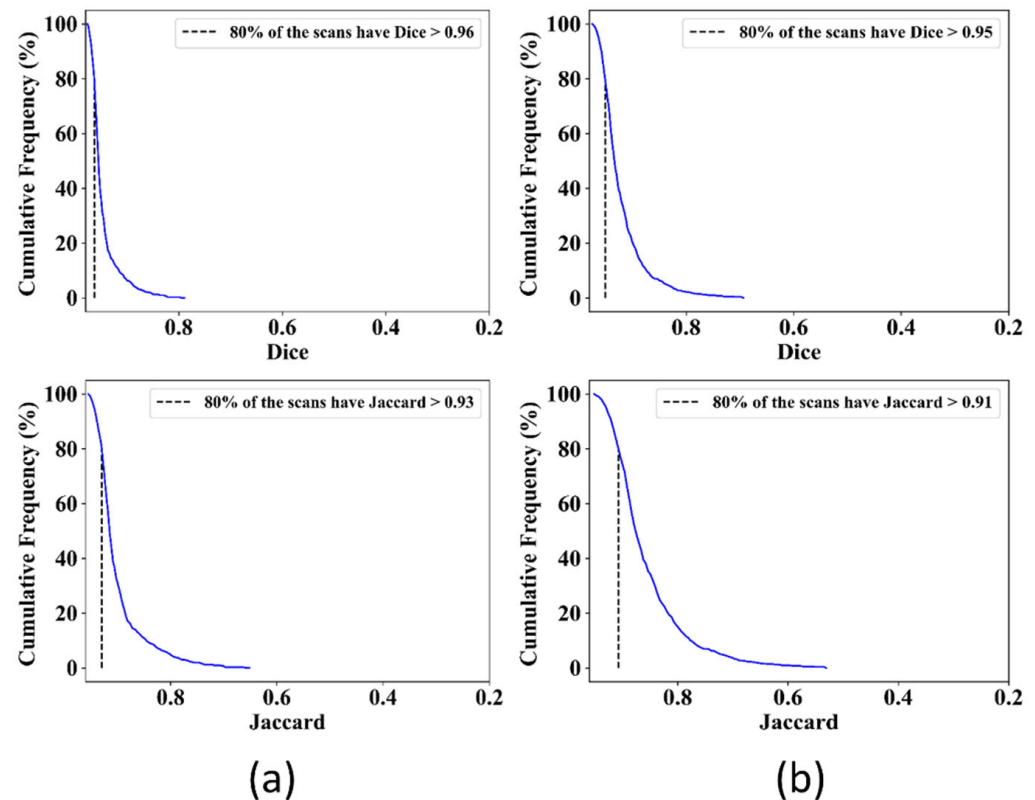 80% of the scans have Dice > 0.96
Cumulative Frequency (%)
100
80
60
40
20
0
0.8 0.6 0.4 0.2
Dice
80% of the scans have Dice > 0.95
Cumulative Frequency (%)
100
80
60
40
20
0
0.8 0.6 0.4 0.2
Dice
80% of the scans have Jaccard > 0.93
Cumulative Frequency (%)
100
80
60
40
20
0
0.8 0.6 0.4 0.2
Jaccard
80% of the scans have Jaccard > 0.91
Cumulative Frequency (%)
100
80
60
40
20
0
0.8 0.6 0.4 0.2
Jaccard
(a) (b)